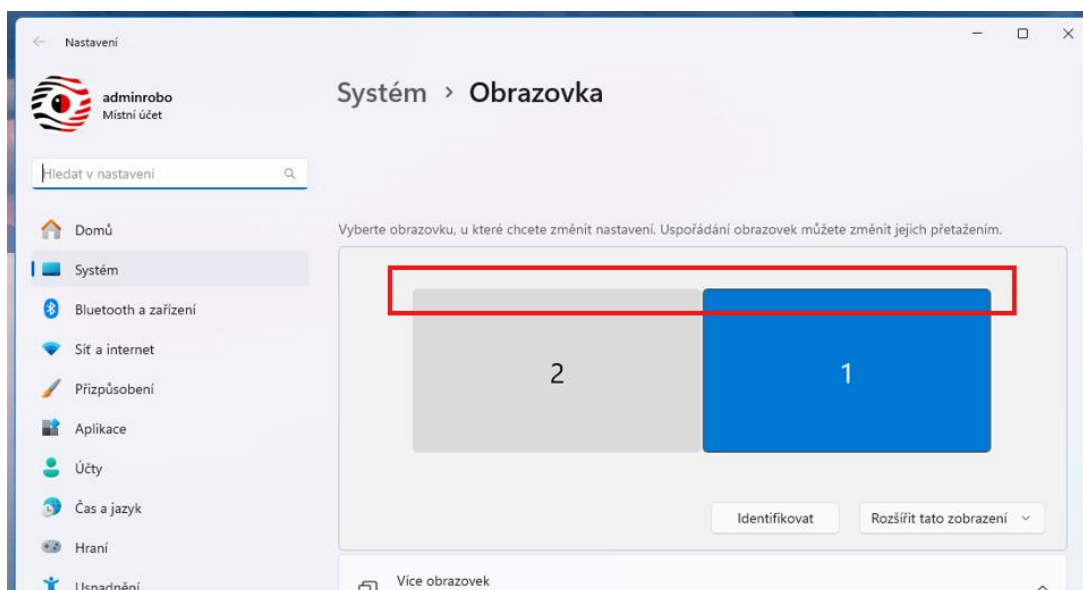 Nastavení
adminrobo
Místní účet
Hledat v nastavení
Domů
Systém
Bluetooth a zařízení
Síť a internet
Přizpůsobení
Aplikace
Účty
Čas a jazyk
Hraní
Usnadnění
Systém > Obrazovka
Vyberte obrazovku, u které chcete změnit nastavení. Uspořádání obrazovek můžete změnit jejich přetažením.
2
1
Identifikovat
Rozšířit tato zobrazení
Více obrazovek